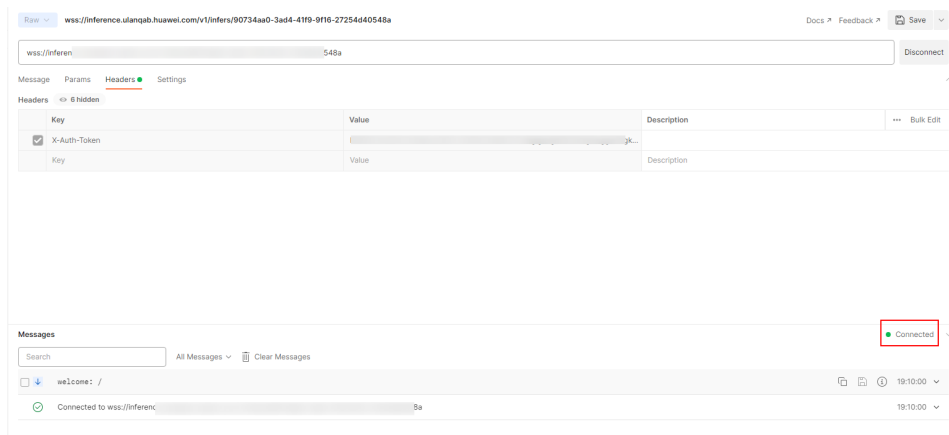 Raw wss://inference.ulanqab.huawei.com/v1/infers/90734aa0-3ad4-41f9-9f16-27254d40548a Docs Feedback Save
wss://inferen 548a Disconnect
Message Params Headers Settings
Headers 6 hidden
Key Value Description Bulk Edit
X-Auth-Token
Key Value Description
Messages Connected
Search All Messages Clear Messages
welcome: / 19:10:00
Connected to wss://inferenc 8a 19:10:00